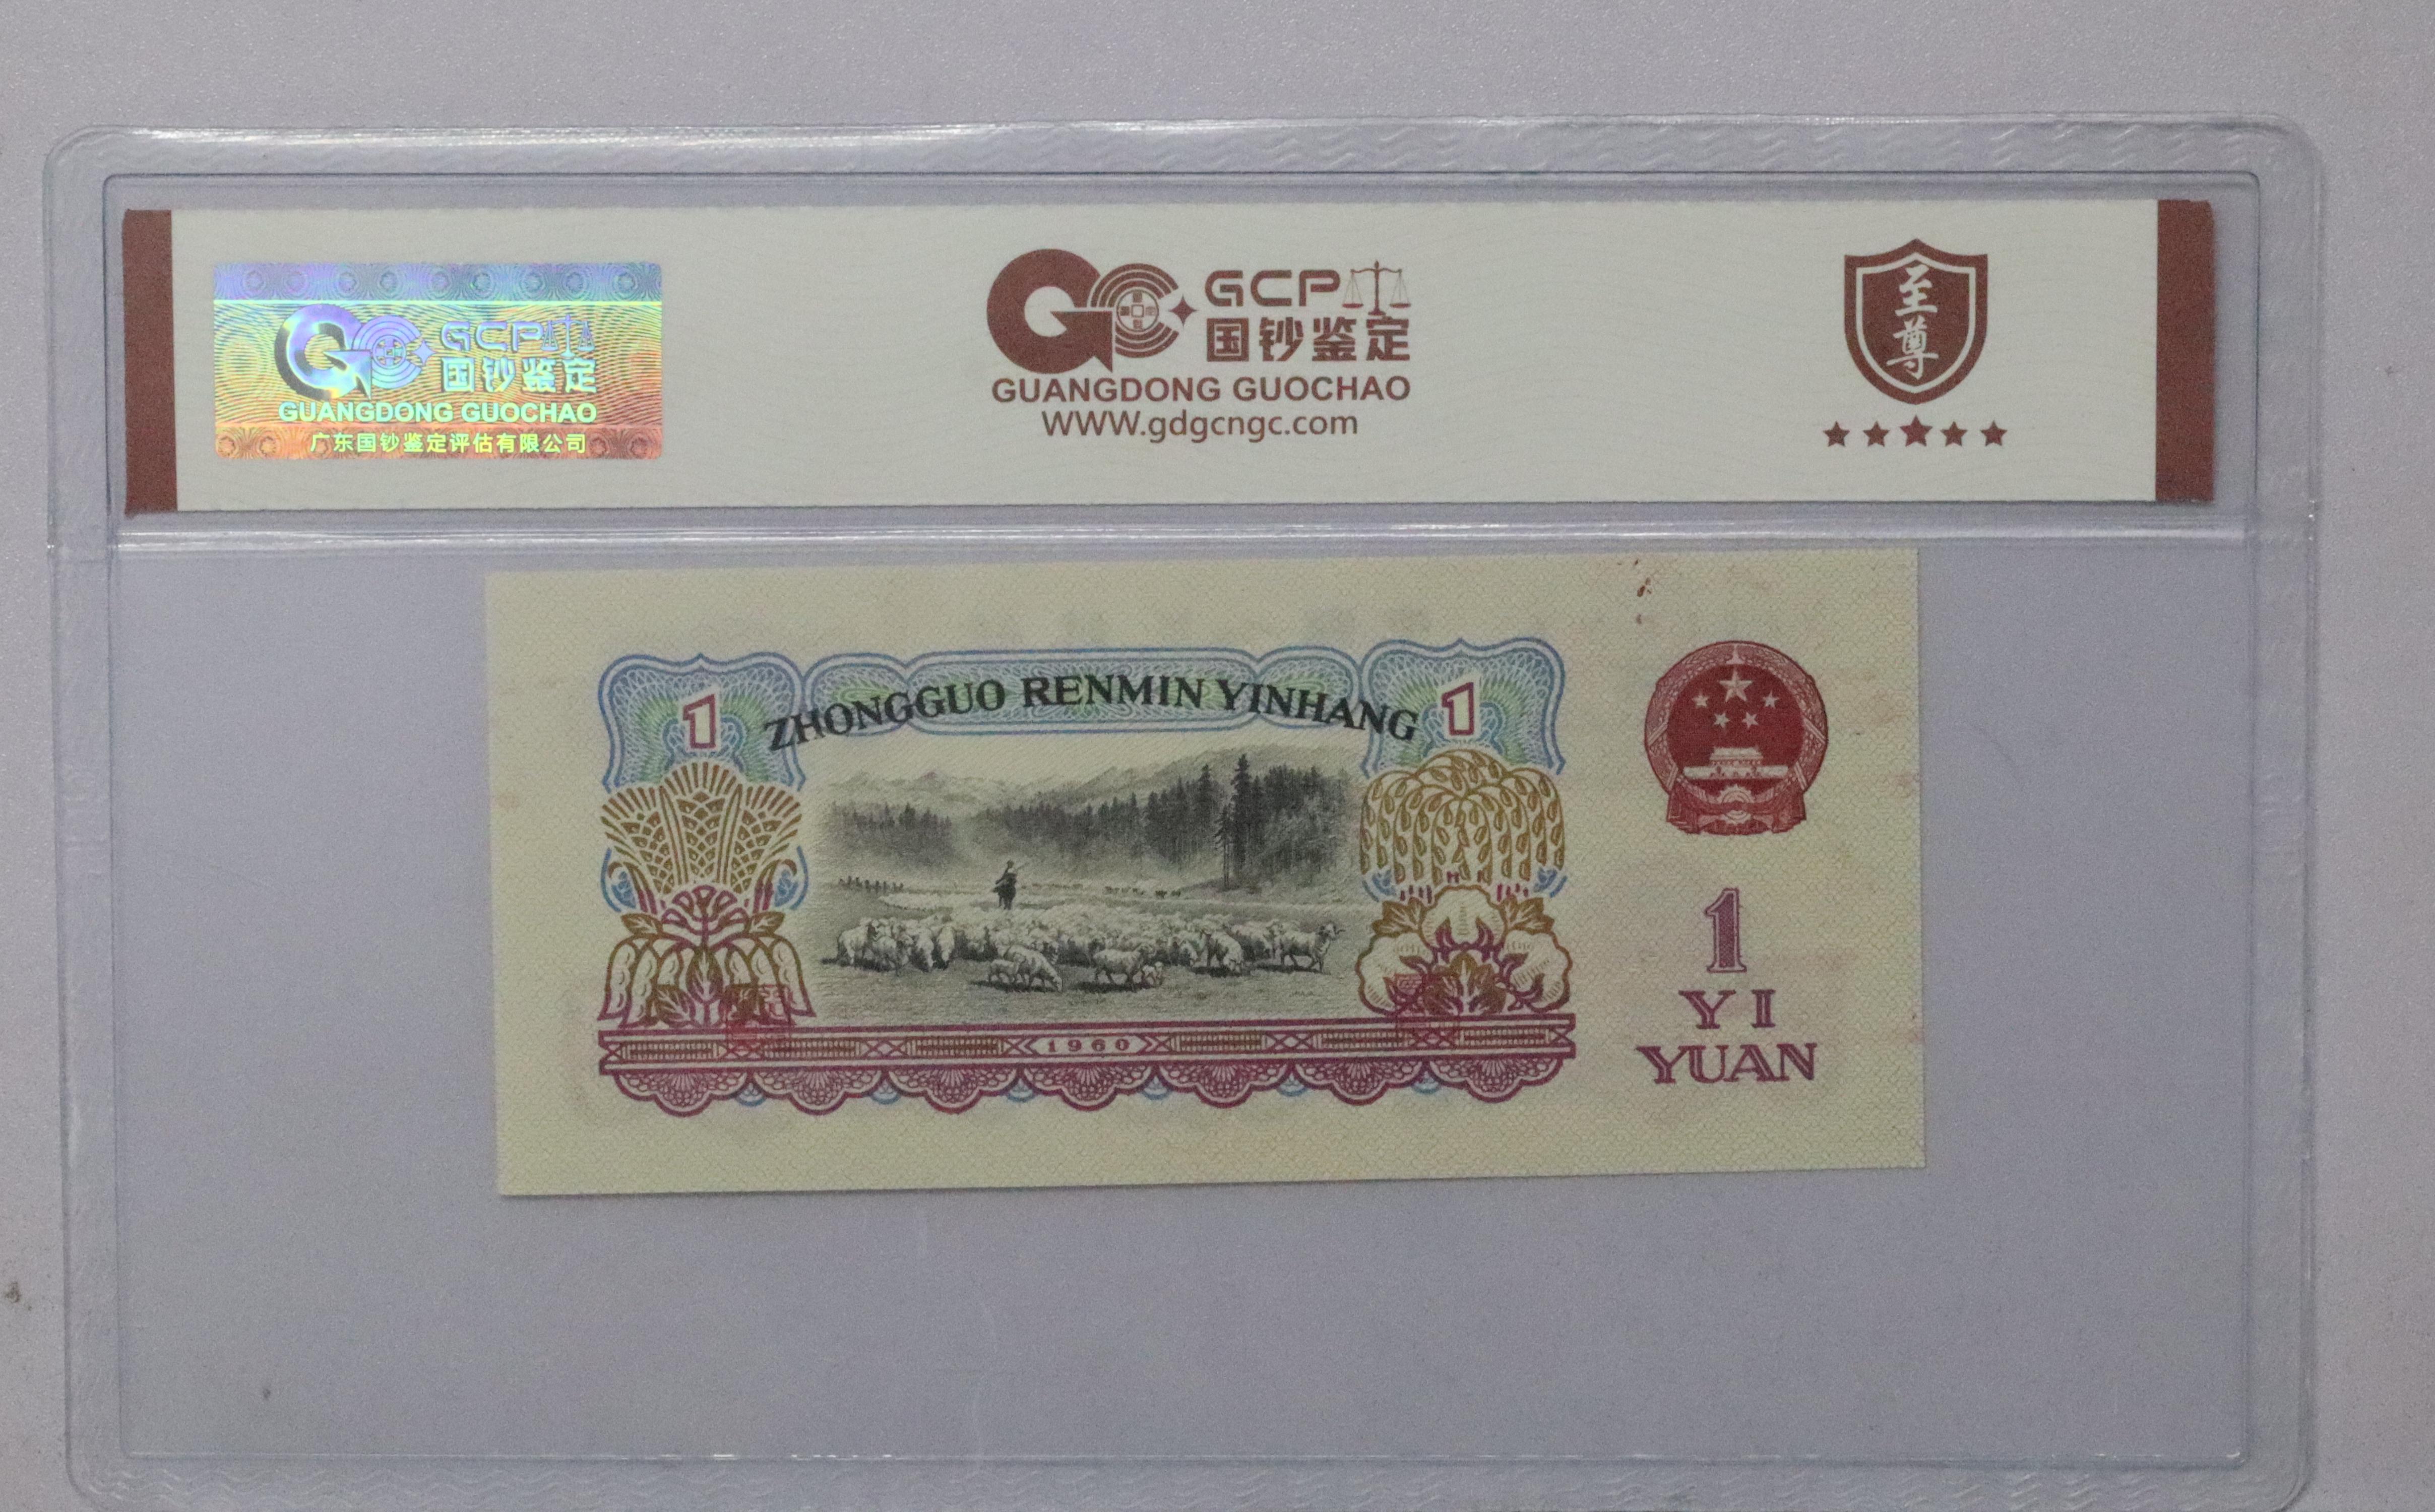 GCP
国钞鉴定
GUANGDONG GUOCHAO
广东国钞鉴定评估有限公司
GCP
国钞鉴定
GUANGDONG GUOCHAO
WWW.gdgcngc.com
至尊
1
ZHONGGUO RENMIN YINHANG
1
1960
1
YI
YUAN